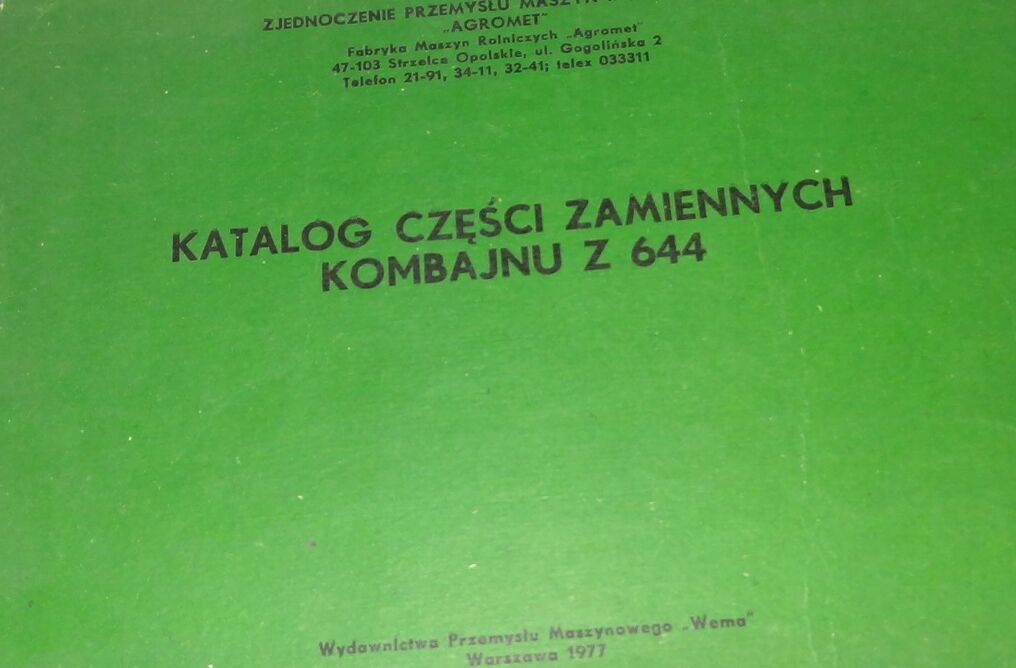 ZJEDNOCZENIE PRZEMYSŁU MASZYN
„AGROMET"
Fabryka Maszyn Rolniczych „Agromet"
47-103 Strzelce Opolskie, ul. Gogolińska 2
Telefon 21-91, 34-11, 32-41; telex 033311
KATALOG CZĘŚCI ZAMIENNYCH
KOMBAJNU Z 644
Wydawnictwa Przemysłu Maszynowego „Wema"
Warszawa 1977